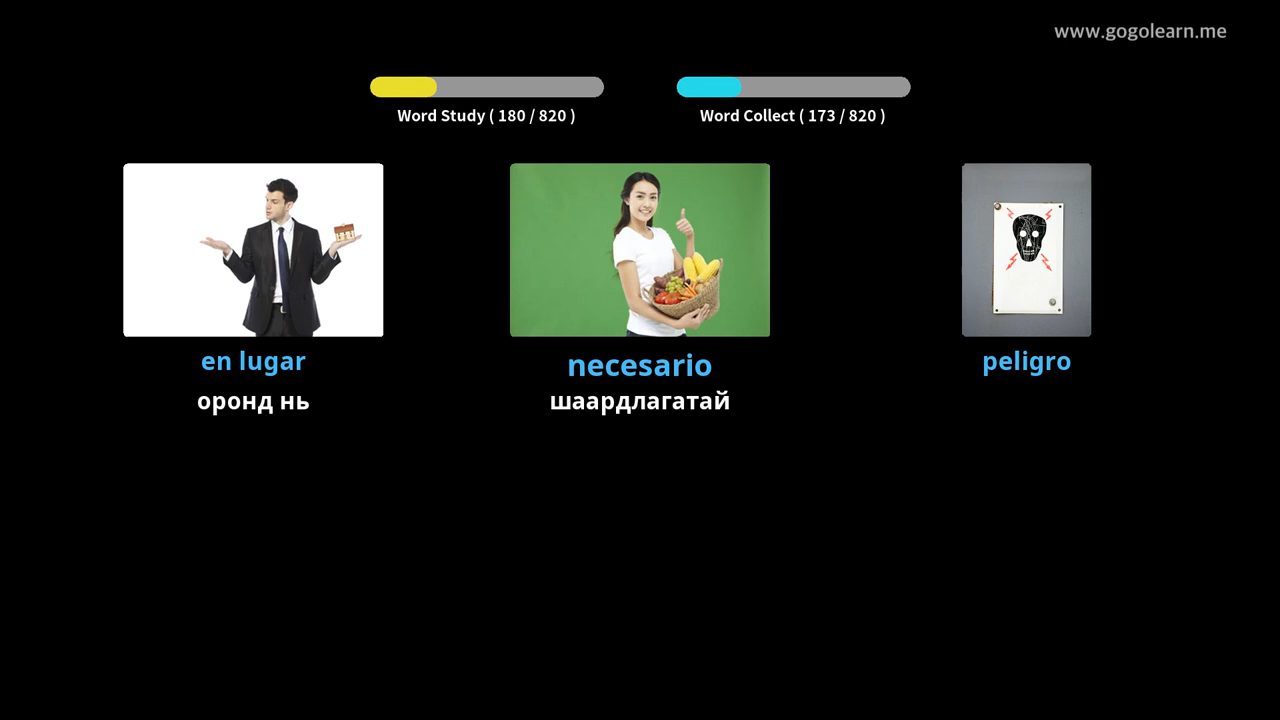 www.gogolearn.me
Word Study ( 180 / 820 )
Word Collect ( 173 / 820 )
en lugar
оронд нь
necesario
шаардлагатай
peligro